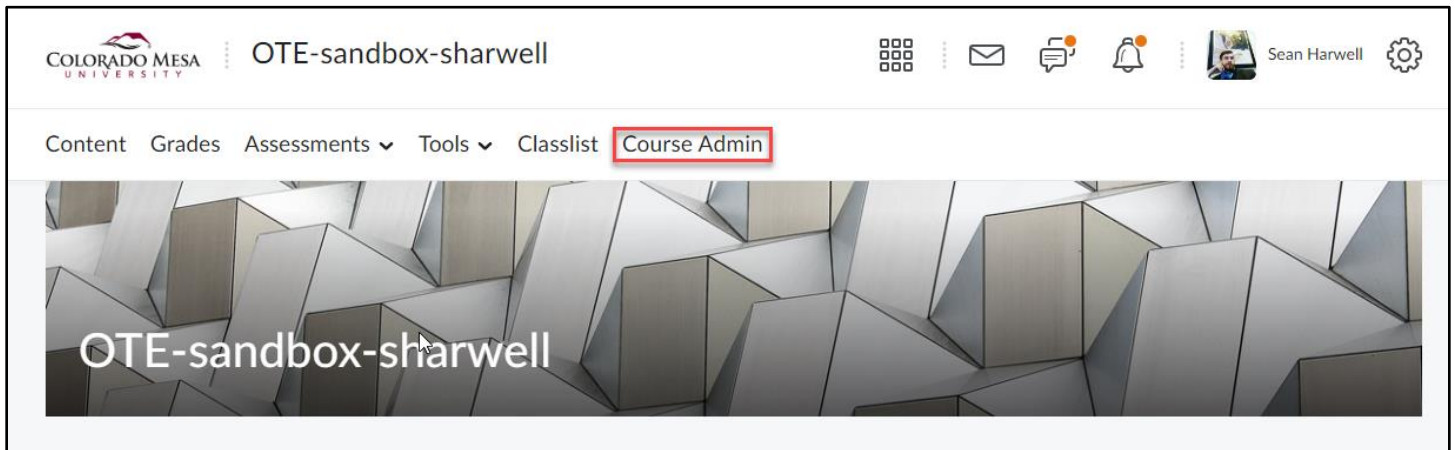 COLORADO MESA
UNIVERSITY
OTE-sandbox-sharwell
Sean Harwell
Content Grades Assessments Tools Classlist Course Admin
OTE-sandbox-sharwell